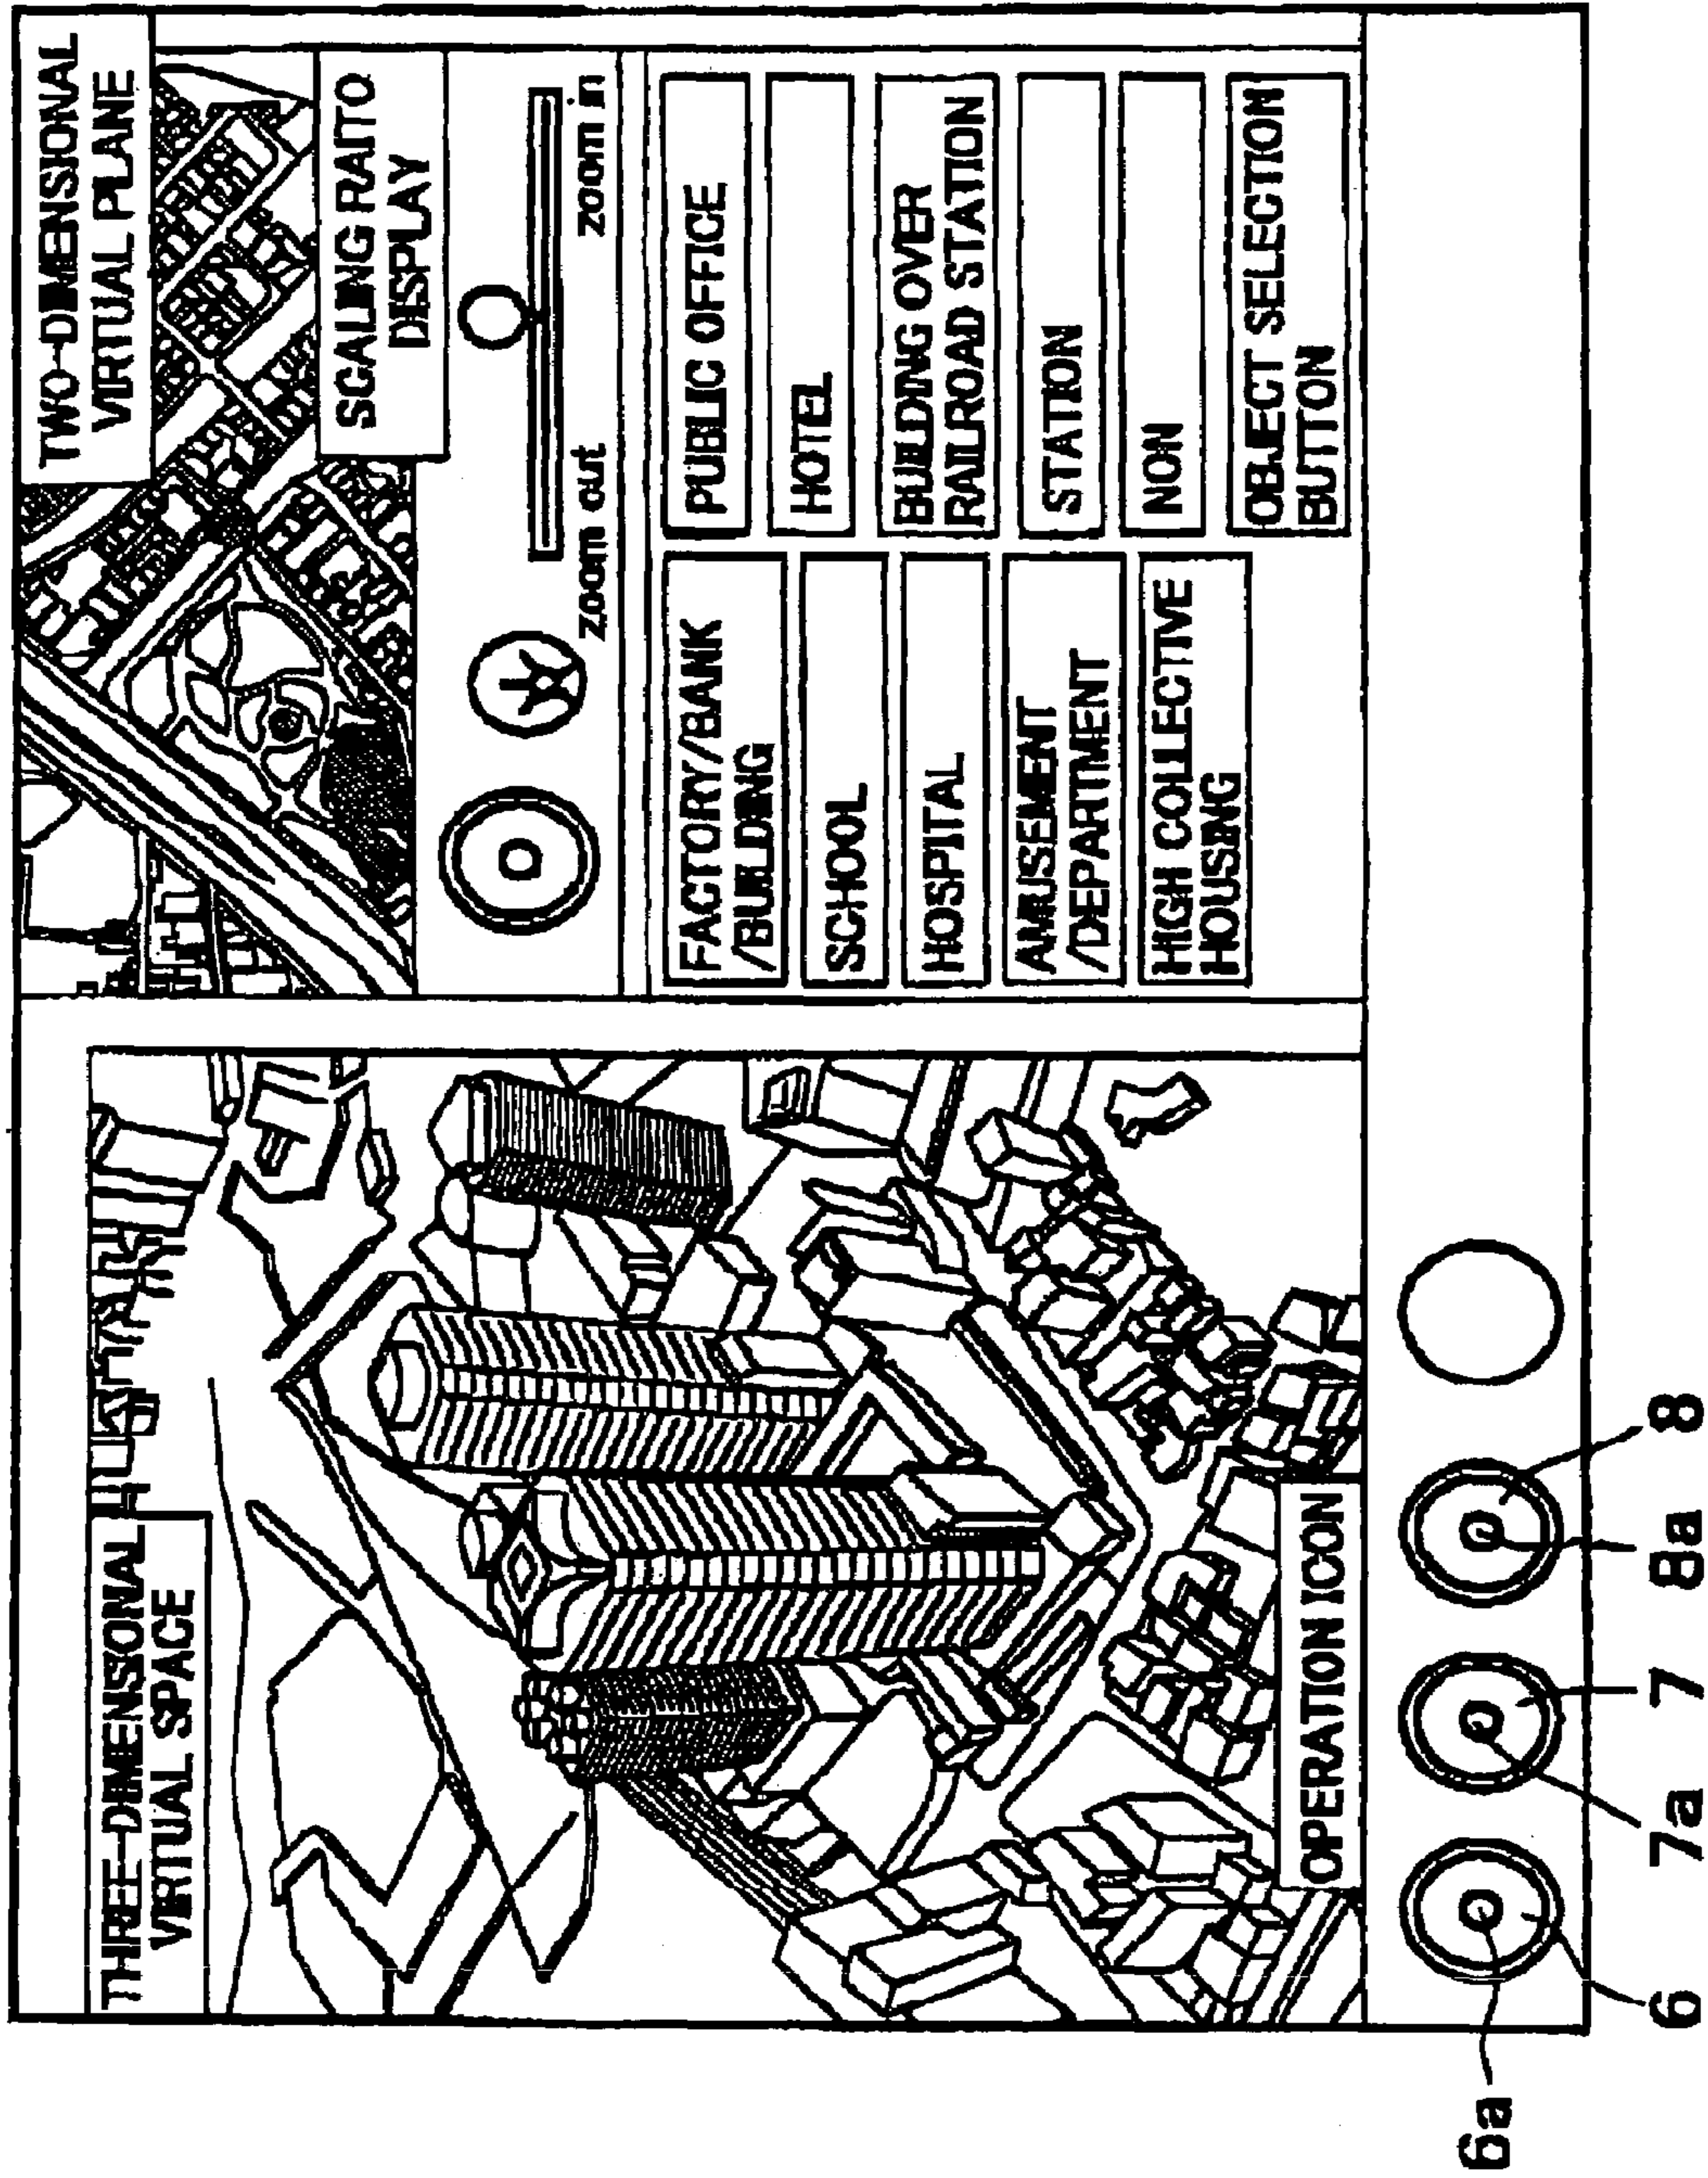 THREE-DIMENSIONAL
VIRTUAL SPACE
OPERATION ICON
TWO-DIMENSIONAL
VIRTUAL PLANE
SCALING RAITO
DISPLAY
zoom out
zoom in
FACTORY/BANK
/BUILDING
SCHOOL
HOSPITAL
AMUSEMENT
/DEPARTMENT
HIGH COLLECTIVE
HOUSING
PUBLIC OFFICE
HOTEL
BUILDING OVER
RAILROAD STATION
STATION
NON
OBJECT SELECTION
BUTTON
6a
6
7a
7
8a
8